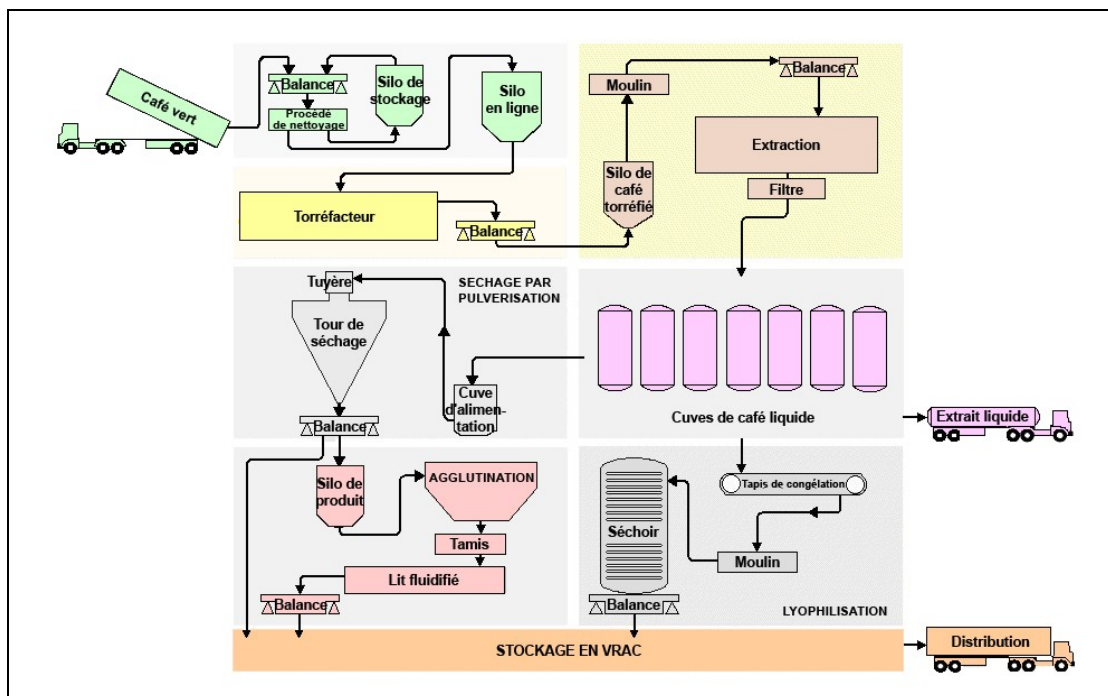 Café vert
Balance
Procédé
de nettoyage
Silo de
stockage
Silo
en ligne
Torréfacteur
Balance
Silo de
café
torréfié
Moulin
Balance
Extraction
Filtre
SECHAGE PAR
PULVERISATION
Tuyère
Tour de
séchage
Cuve
d'alimen-
tation
Balance
Cuves de café liquide
Extrait liquide
Silo de
produit
AGGLUTINATION
Tamis
Lit fluidifié
Balance
Tapis de congélation
Moulin
Séchoir
Balance
LYOPHILISATION
STOCKAGE EN VRAC
Distribution